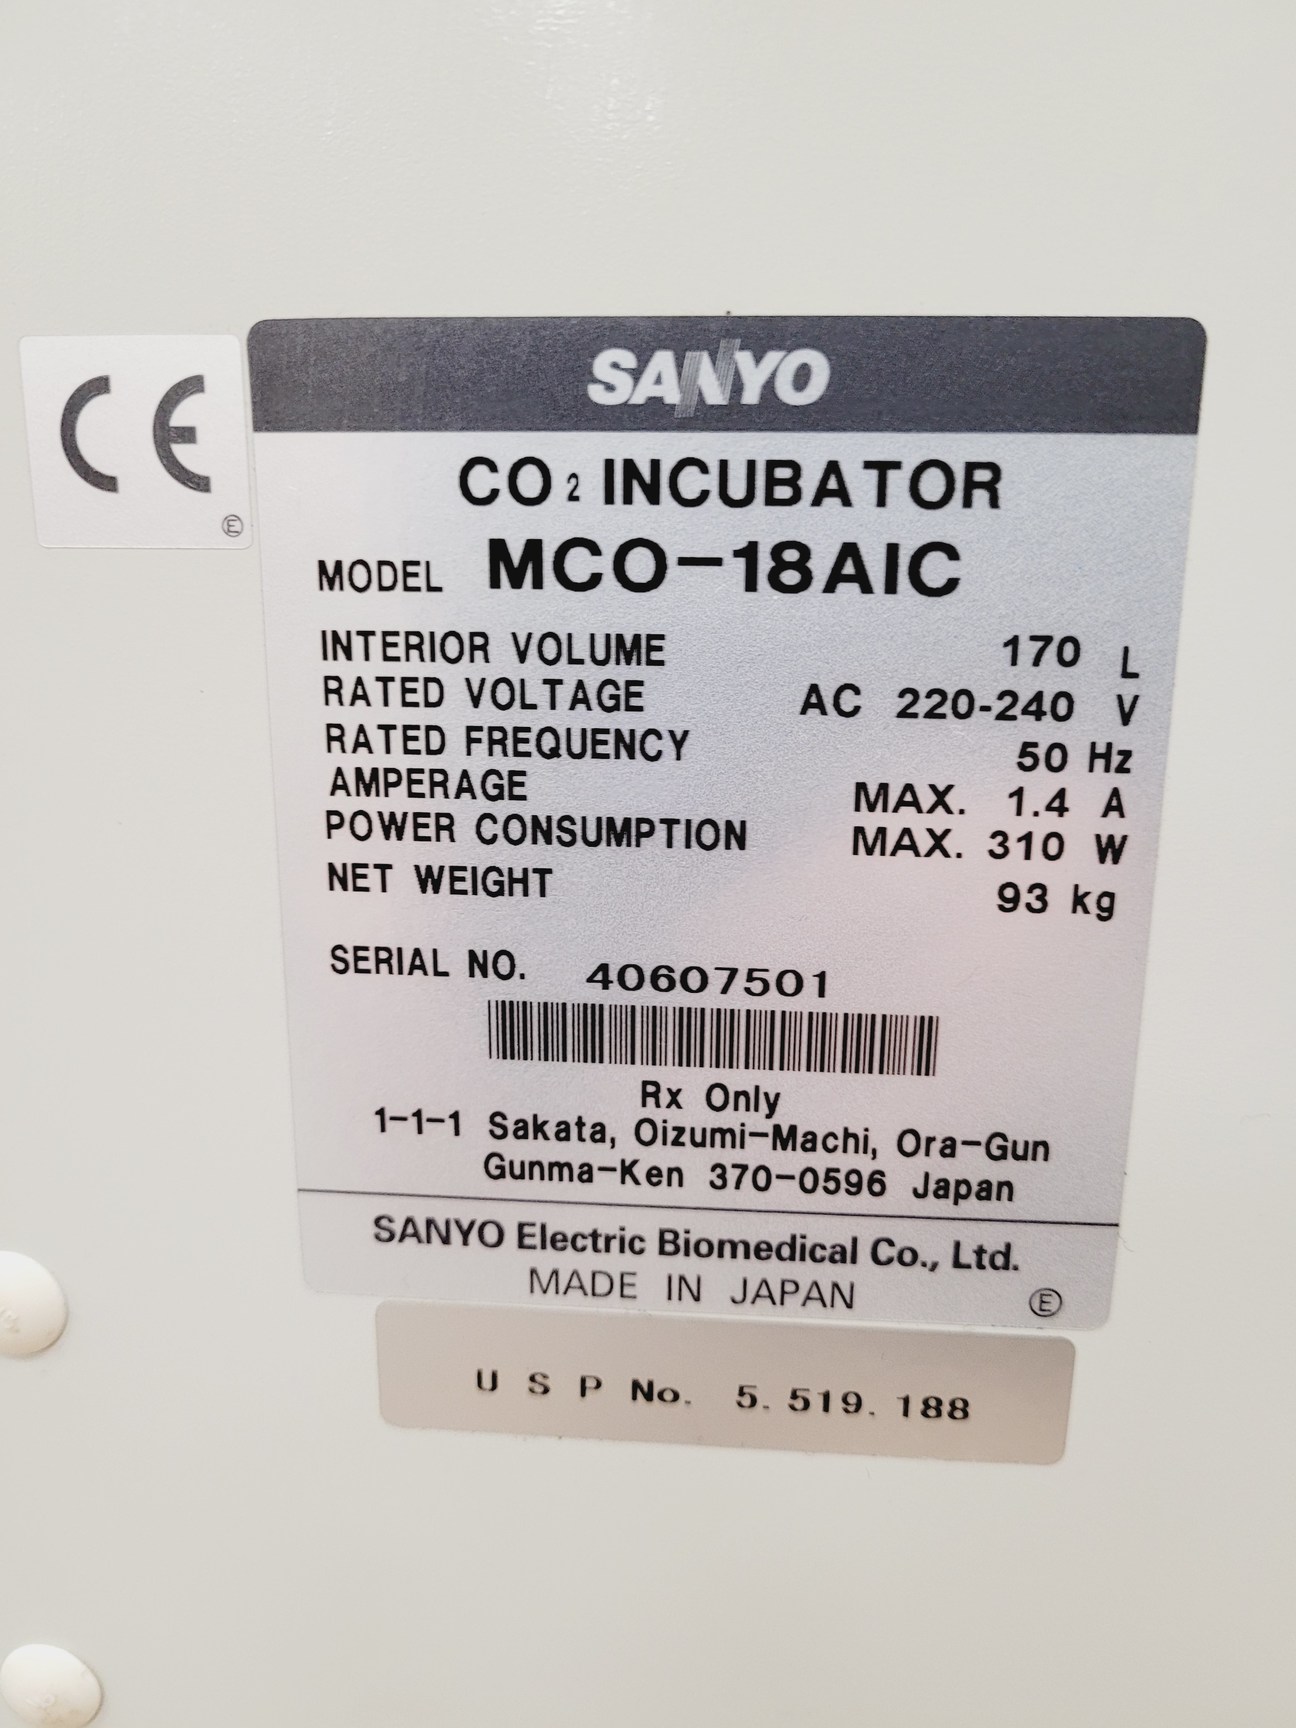 CE
E
SANYO
CO2 INCUBATOR
MODEL MCO-18AIC
INTERIOR VOLUME 170 L
RATED VOLTAGE AC 220-240 V
RATED FREQUENCY 50 Hz
AMPERAGE MAX. 1.4 A
POWER CONSUMPTION MAX. 310 W
NET WEIGHT 93 kg
SERIAL NO. 40607501
Rx Only
1-1-1 Sakata, Oizumi-Machi, Ora-Gun
Gunma-Ken 370-0596 Japan
SANYO Electric Biomedical Co., Ltd.
MADE IN JAPAN E
U S P No. 5. 519. 188